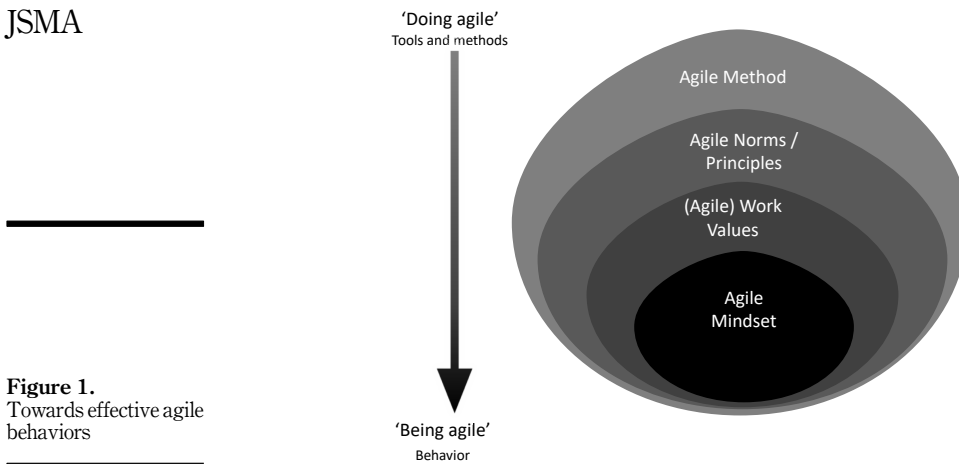 JSMA
‘Doing agile’
Tools and methods
Agile Method
Agile Norms /
Principles
(Agile) Work
Values
Agile
Mindset
‘Being agile’
Behavior
Figure 1.
Towards effective agile
behaviors